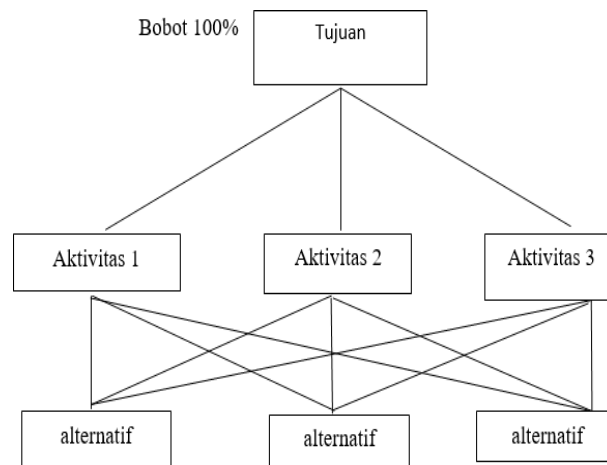 Bobot 100%
Tujuan
Aktivitas 1
Aktivitas 2
Aktivitas 3
alternatif
alternatif
alternatif